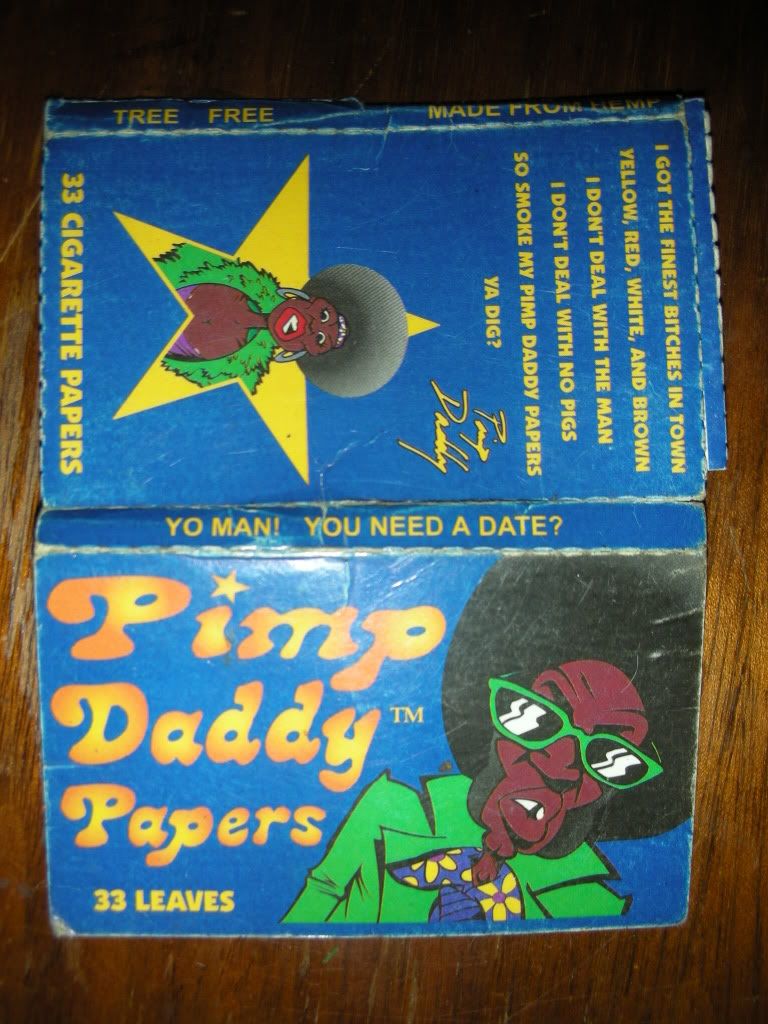 TREE FREE
MADE FROM HEMP
I GOT THE FINEST BITCHES IN TOWN
YELLOW, RED, WHITE, AND BROWN
I DON'T DEAL WITH THE MAN
I DON'T DEAL WITH NO PIGS
SO SMOKE MY PIMP DADDY PAPERS
YA DIG?
Pimp
Daddy
33 CIGARETTE PAPERS
YO MAN! YOU NEED A DATE?
Pimp
Daddy™
Papers
33 LEAVES